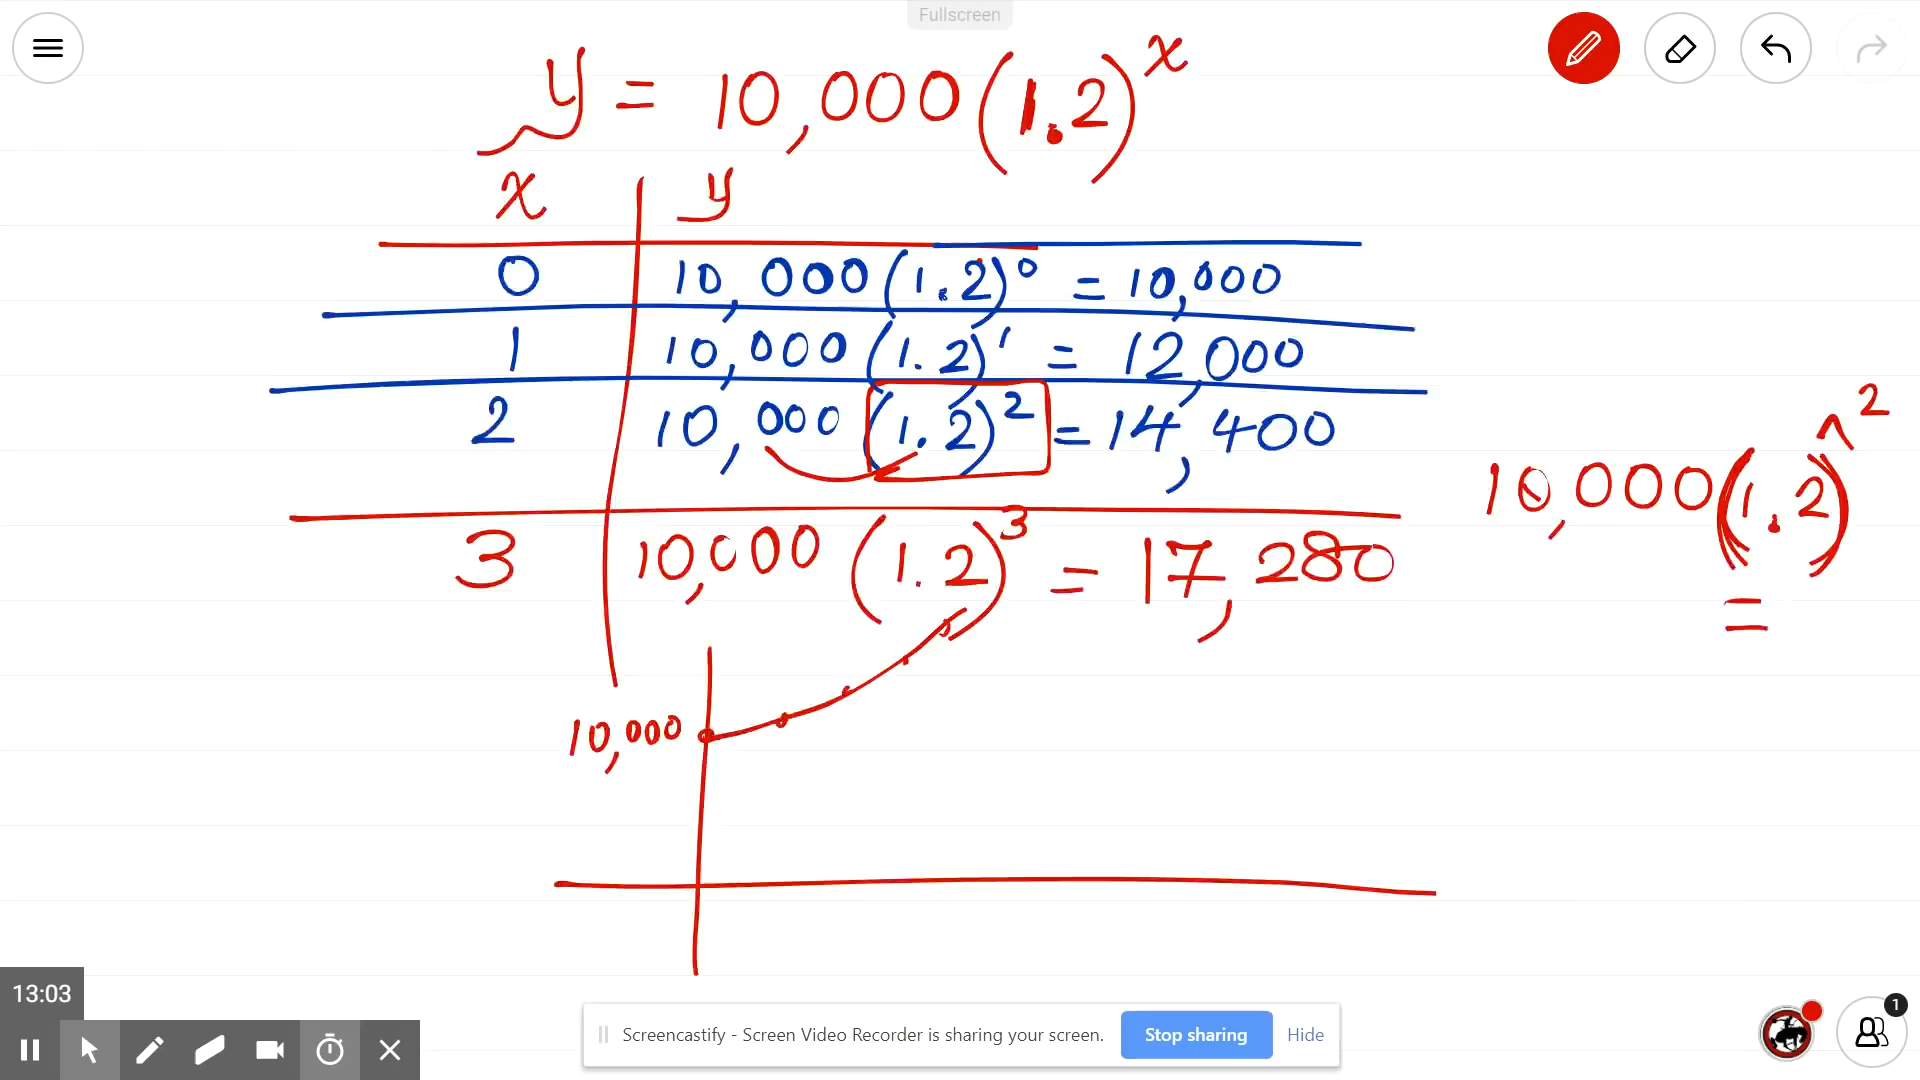 Fullscreen
y = 10,000(1.2)^x
x y
0 10,000(1.2)^0 = 10,000
1 10,000(1.2)^1 = 12,000
2 10,000(1.2)^2 = 14,400
3 10,000(1.2)^3 = 17,280
10,000(1.2)^2
^
=
10,000
13:03
Screencastify - Screen Video Recorder is sharing your screen.
Stop sharing
Hide
1